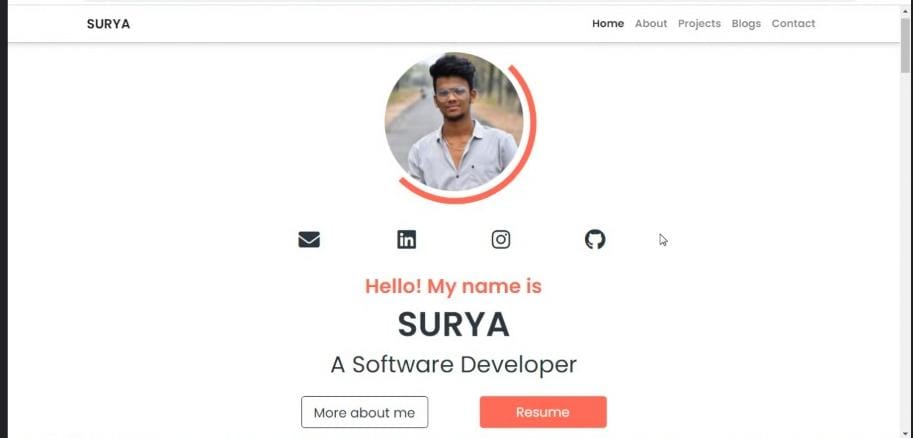 SURYA
Home About Projects Blogs Contact
Hello! My name is
SURYA
A Software Developer
More about me
Resume